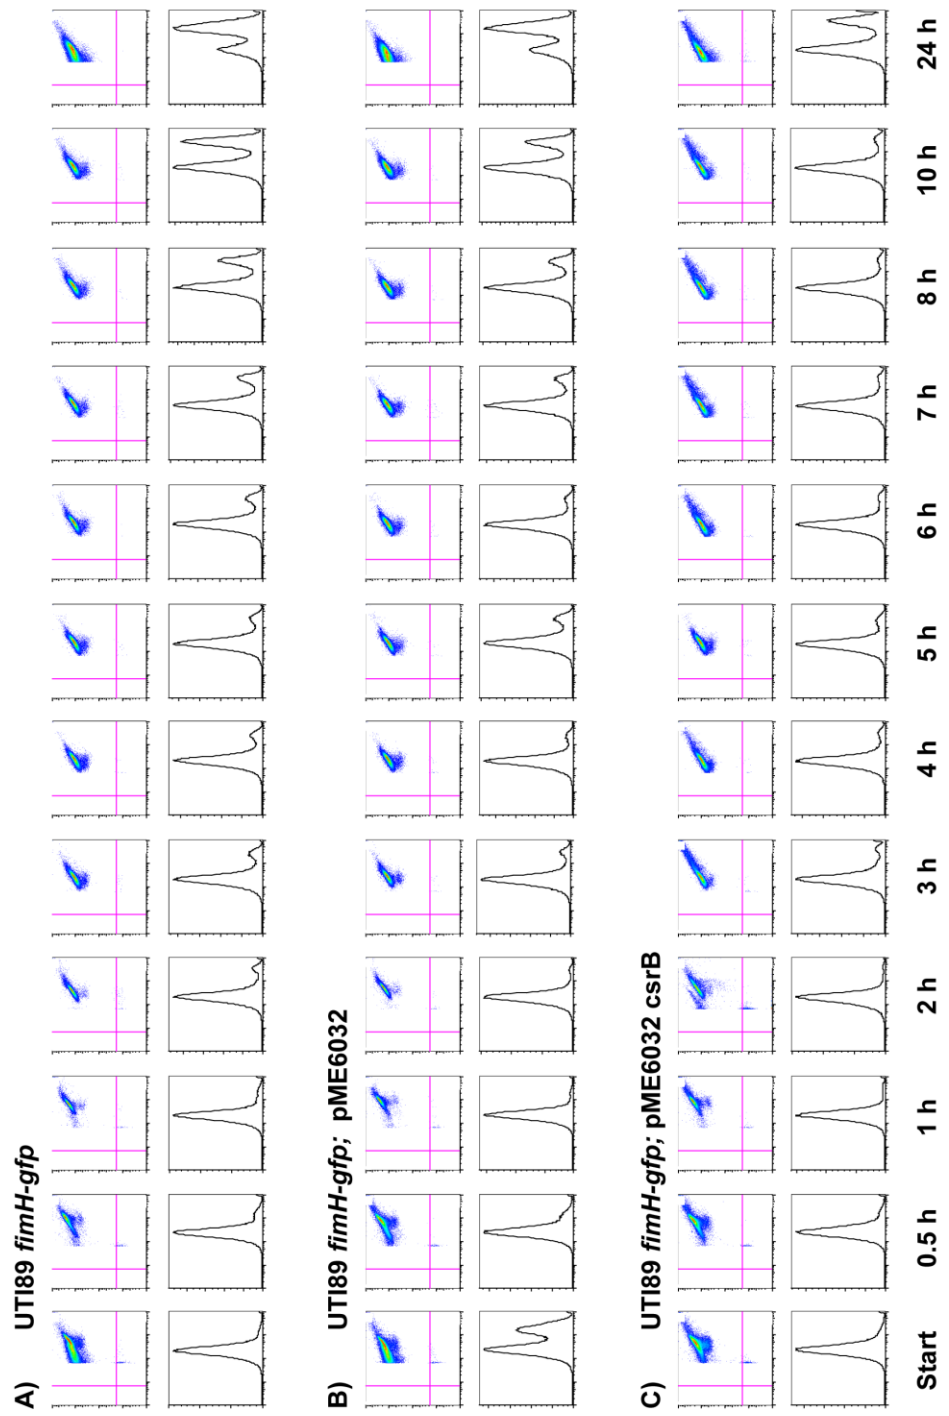 A) UTI89 fimH-gfp
B) UTI89 fimH-gfp; pME6032
C) UTI89 fimH-gfp; pME6032 csrB
Start 0.5 h 1 h 2 h 3 h 4 h 5 h 6 h 7 h 8 h 10 h 24 h